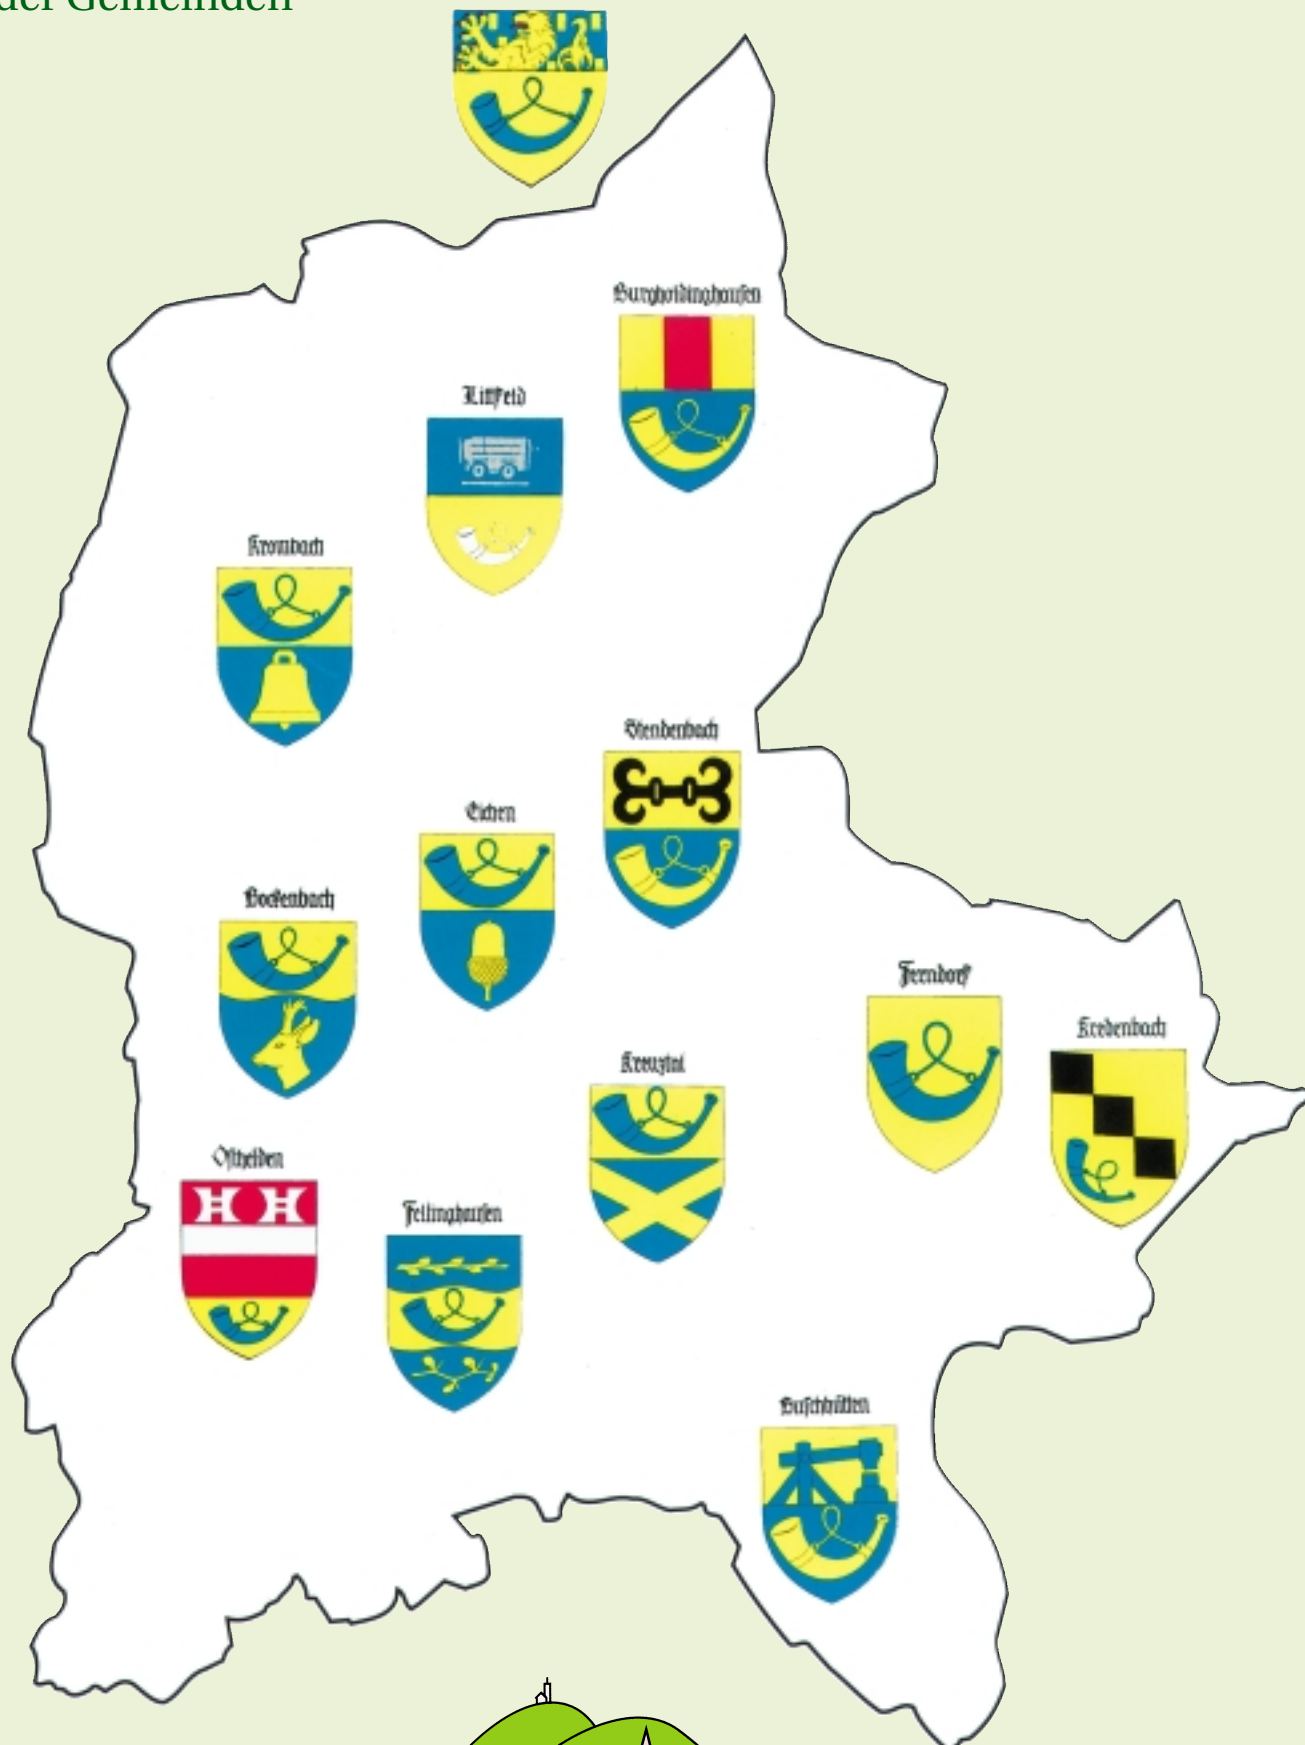 der Gemeinden
Burgholdinghausen
Littfeld
Krombach
Stendenbach
Eichen
Bockenbach
Ferndorf
Kredenbach
Kreuztal
Osthelden
Fellinghausen
Buschhütten